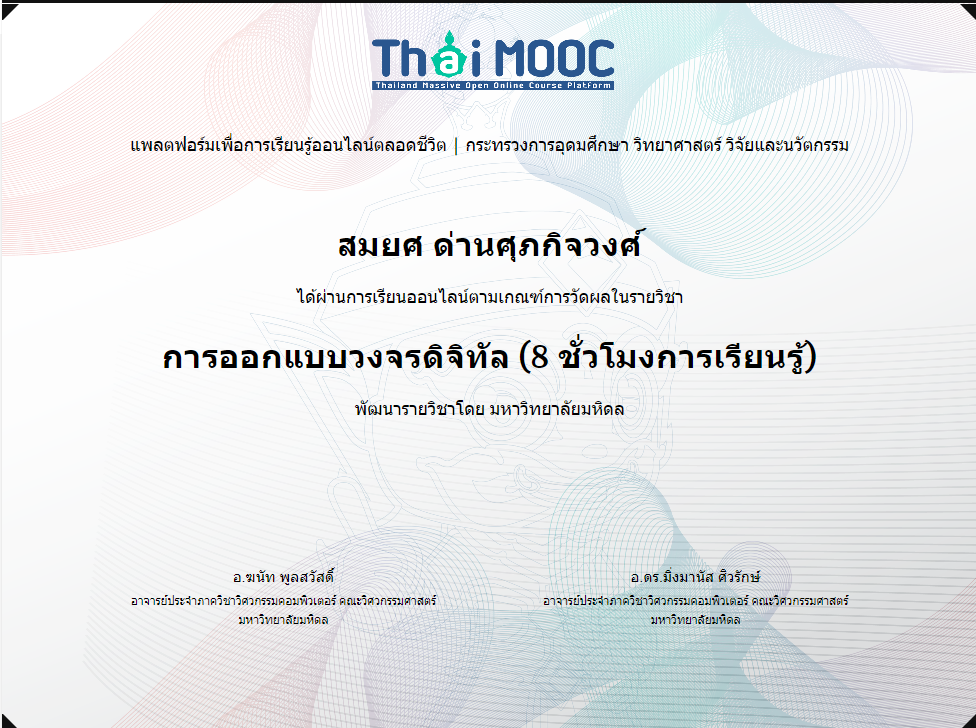 Thai MOOC
Thailand Massive Open Online Course Platform
แพลตฟอร์มเพื่อการเรียนรู้ออนไลน์ตลอดชีวิต | กระทรวงการอุดมศึกษา วิทยาศาสตร์ วิจัยและนวัตกรรม
สมยศ ด่านศุภกิจวงศ์
ได้ผ่านการเรียนออนไลน์ตามเกณฑ์การวัดผลในรายวิชา
การออกแบบวงจรดิจิทัล (8 ชั่วโมงการเรียนรู้)
พัฒนารายวิชาโดย มหาวิทยาลัยมหิดล
อ.ฆนัท พูลสวัสดิ์
อาจารย์ประจำภาควิชาวิศวกรรมคอมพิวเตอร์ คณะวิศวกรรมศาสตร์
มหาวิทยาลัยมหิดล
อ.ดร.มิ่งมานัส ศิวรักษ์
อาจารย์ประจำภาควิชาวิศวกรรมคอมพิวเตอร์ คณะวิศวกรรมศาสตร์
มหาวิทยาลัยมหิดล